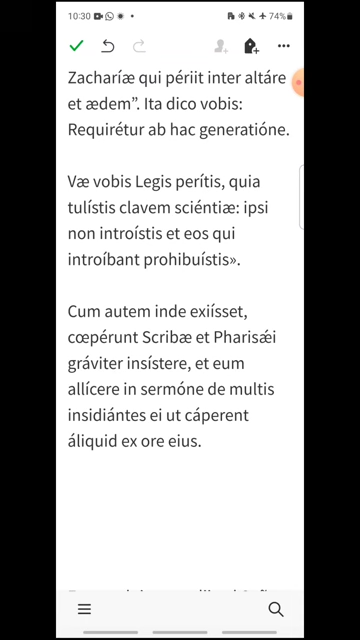 10:30
74%
Zacharíæ qui périit inter altáre
et ædem”. Ita dico vobis:
Requirétur ab hac generatióne.
Væ vobis Legis perítis, quia
tulístis clavem sciéntiæ: ipsi
non introístis et eos qui
introíbant prohibuístis».
Cum autem inde exiísset,
cœpérunt Scribæ et Pharisǽi
gráviter insístere, et eum
allícere in sermóne de multis
insidiántes ei ut cáperent
áliquid ex ore eius.